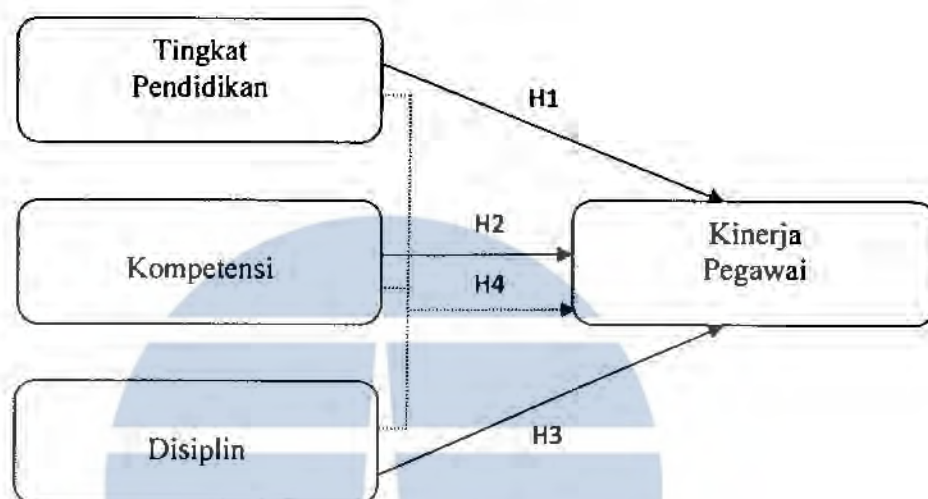 Tingkat
Pendidikan
H1
Kompetensi
H2
H4
Kinerja
Pegawai
Disiplin
H3